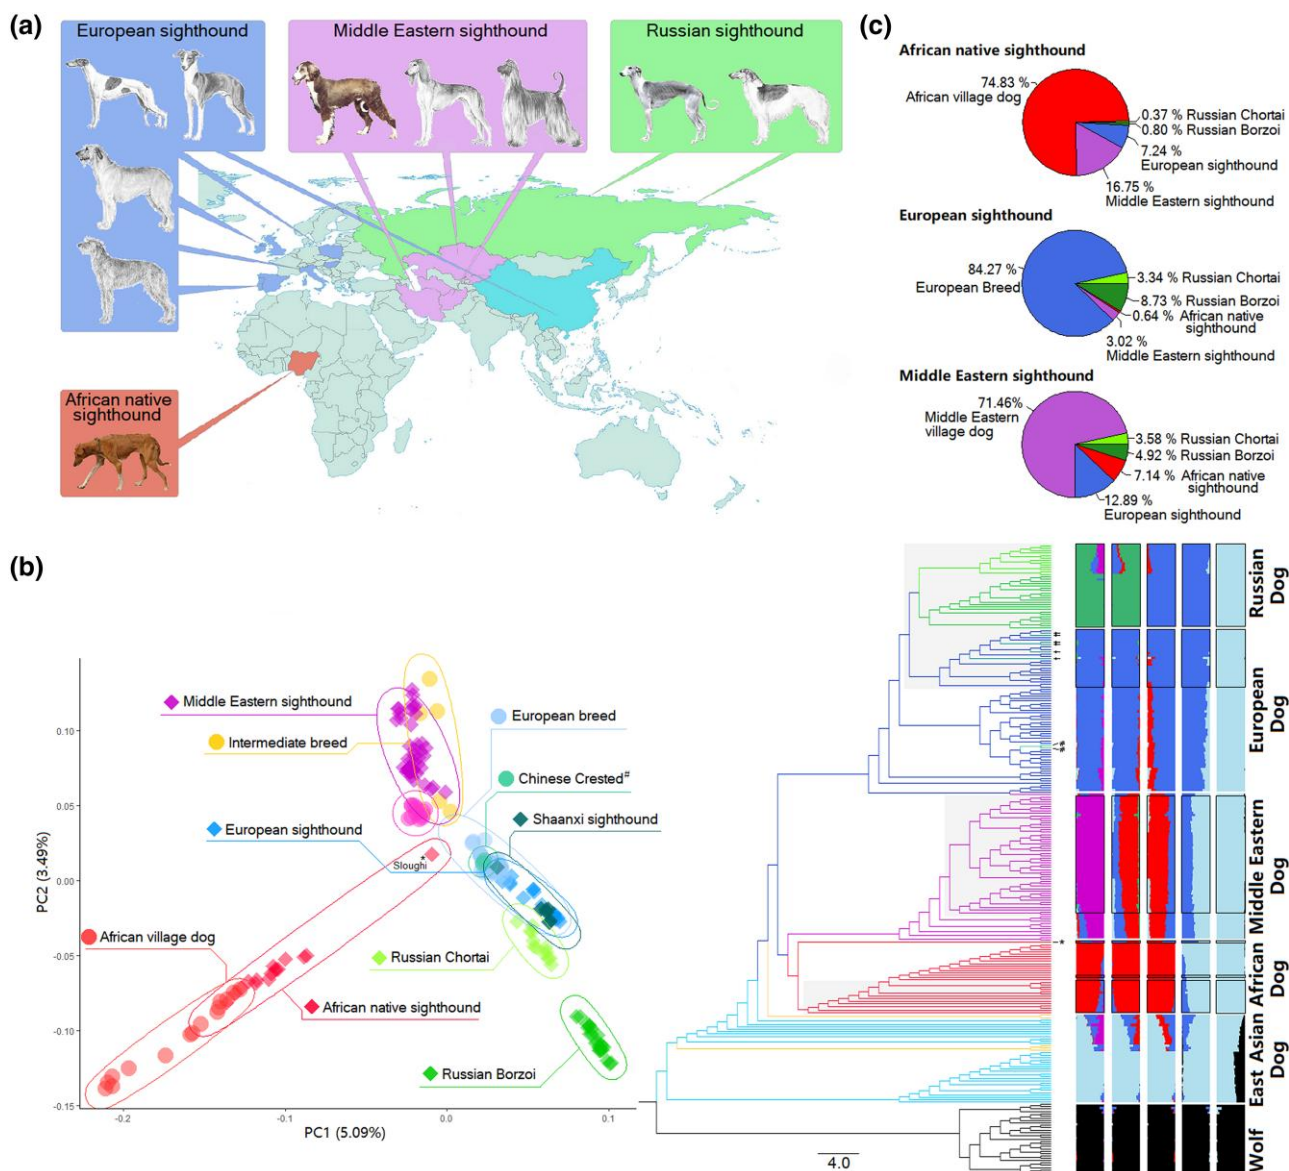 (a)
European sighthound
Middle Eastern sighthound
Russian sighthound
African native
sighthound
(c)
African native sighthound
74.83 %
African village dog
0.37 % Russian Chortai
0.80 % Russian Borzoi
7.24 %
European sighthound
16.75 %
Middle Eastern sighthound
European sighthound
84.27 %
European Breed
3.34 % Russian Chortai
8.73 % Russian Borzoi
0.64 % African native
sighthound
3.02 %
Middle Eastern sighthound
Middle Eastern sighthound
71.46%
Middle Eastern
village dog
3.58 % Russian Chortai
4.92 % Russian Borzoi
7.14 % African native
sighthound
12.89 %
European sighthound
(b)
PC2 (3.49%)
0.10
0.05
0.00
-0.05
-0.10
-0.15
-0.2
-0.1
0.0
0.1
PC1 (5.09%)
Middle Eastern sighthound
Intermediate breed
European sighthound
European breed
Chinese Crested#
Shaanxi sighthound
Sloughi*
African village dog
Russian Chortai
African native sighthound
Russian Borzoi
4.0
Russian
Dog
European
Dog
Middle Eastern
Dog
African
Dog
East Asian
Dog
Wolf